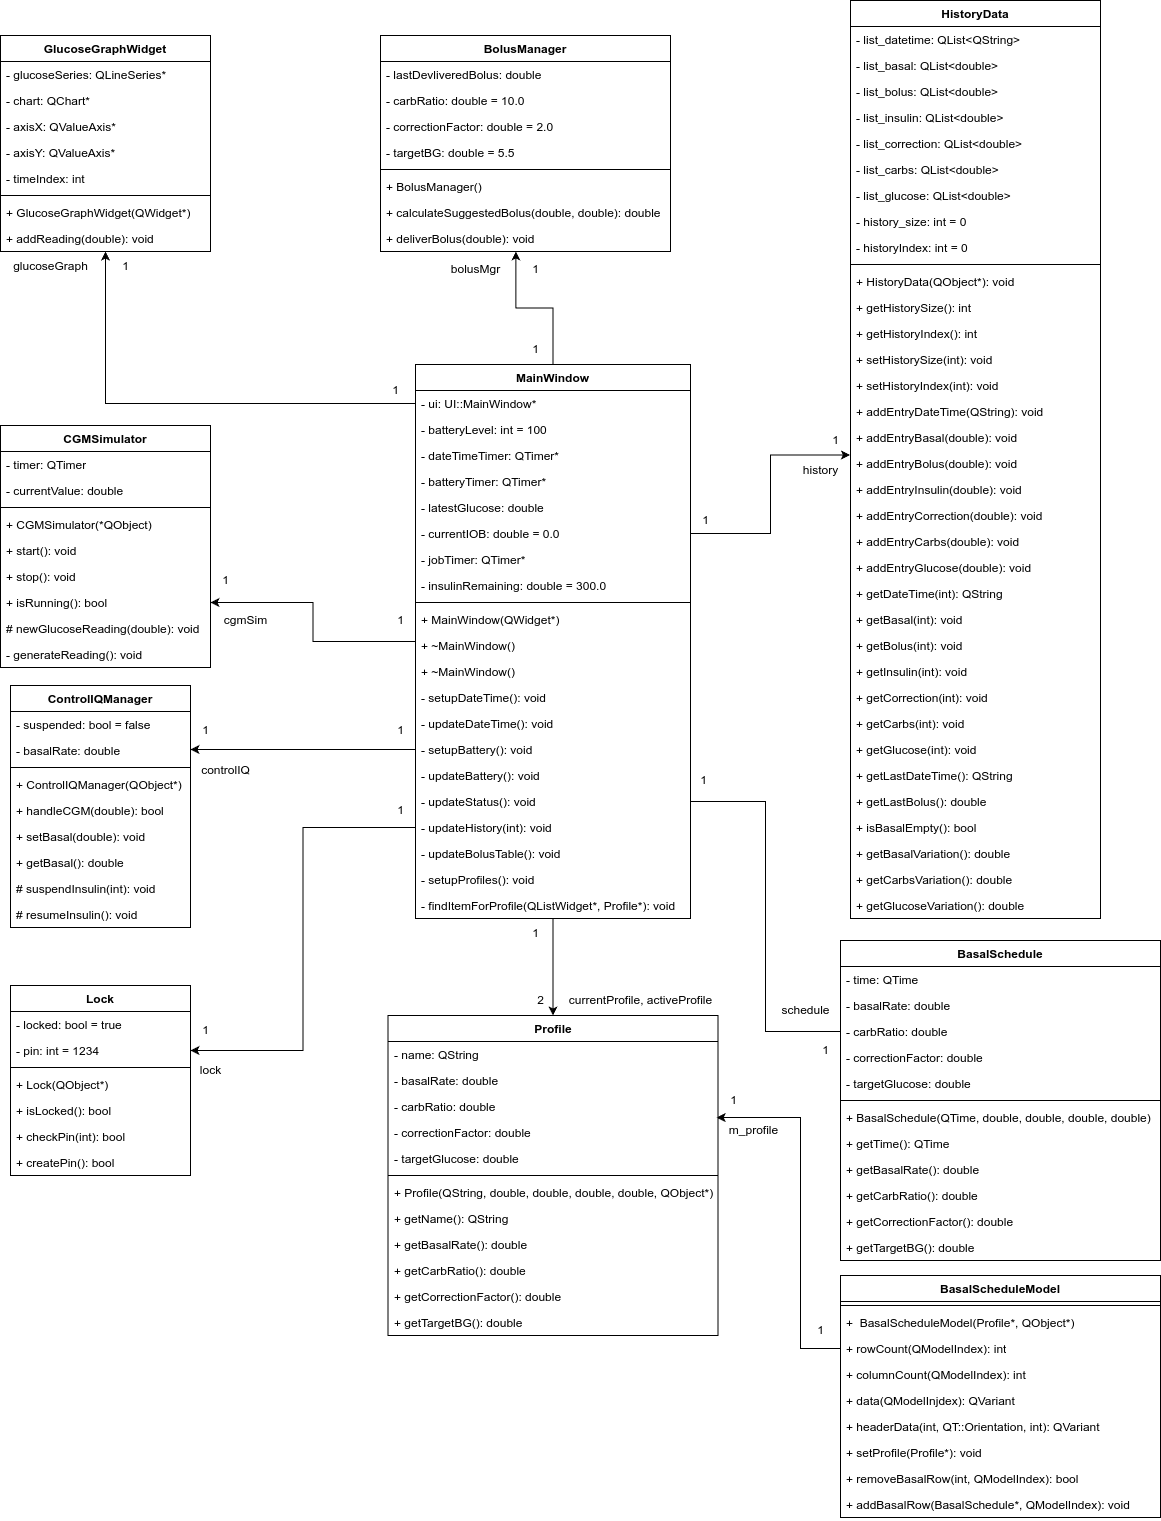 GlucoseGraphWidget
- glucoseSeries: QLineSeries*
- chart: QChart*
- axisX: QValueAxis*
- axisY: QValueAxis*
- timeIndex: int
+ GlucoseGraphWidget(QWidget*)
+ addReading(double): void
glucoseGraph
1
BolusManager
- lastDevliveredBolus: double
- carbRatio: double = 10.0
- correctionFactor: double = 2.0
- targetBG: double = 5.5
+ BolusManager()
+ calculateSuggestedBolus(double, double): double
+ deliverBolus(double): void
bolusMgr
1
1
HistoryData
- list_datetime: QList<QString>
- list_basal: QList<double>
- list_bolus: QList<double>
- list_insulin: QList<double>
- list_correction: QList<double>
- list_carbs: QList<double>
- list_glucose: QList<double>
- history_size: int = 0
- historyIndex: int = 0
+ HistoryData(QObject*): void
+ getHistorySize(): int
+ getHistoryIndex(): int
+ setHistorySize(int): void
+ setHistoryIndex(int): void
+ addEntryDateTime(QString): void
+ addEntryBasal(double): void
+ addEntryBolus(double): void
+ addEntryInsulin(double): void
+ addEntryCorrection(double): void
+ addEntryCarbs(double): void
+ addEntryGlucose(double): void
+ getDateTime(int): QString
+ getBasal(int): void
+ getBolus(int): void
+ getInsulin(int): void
+ getCorrection(int): void
+ getCarbs(int): void
+ getGlucose(int): void
+ getLastDateTime(): QString
+ getLastBolus(): double
+ isBasalEmpty(): bool
+ getBasalVariation(): double
+ getCarbsVariation(): double
+ getGlucoseVariation(): double
MainWindow
- ui: UI::MainWindow*
- batteryLevel: int = 100
- dateTimeTimer: QTimer*
- batteryTimer: QTimer*
- latestGlucose: double
- currentIOB: double = 0.0
- jobTimer: QTimer*
- insulinRemaining: double = 300.0
+ MainWindow(QWidget*)
+ ~MainWindow()
+ ~MainWindow()
- setupDateTime(): void
- updateDateTime(): void
- setupBattery(): void
- updateBattery(): void
- updateStatus(): void
- updateHistory(int): void
- updateBolusTable(): void
- setupProfiles(): void
- findItemForProfile(QListWidget*, Profile*): void
1
1
history
1
CGMSimulator
- timer: QTimer
- currentValue: double
+ CGMSimulator(*QObject)
+ start(): void
+ stop(): void
+ isRunning(): bool
# newGlucoseReading(double): void
- generateReading(): void
1
cgmSim
1
ControlIQManager
- suspended: bool = false
- basalRate: double
+ ControlIQManager(QObject*)
+ handleCGM(double): bool
+ setBasal(double): void
+ getBasal(): double
# suspendInsulin(int): void
# resumeInsulin(): void
1
controlIQ
1
1
Lock
- locked: bool = true
- pin: int = 1234
+ Lock(QObject*)
+ isLocked(): bool
+ checkPin(int): bool
+ createPin(): bool
1
lock
1
2
currentProfile, activeProfile
Profile
- name: QString
- basalRate: double
- carbRatio: double
- correctionFactor: double
- targetGlucose: double
+ Profile(QString, double, double, double, double, QObject*)
+ getName(): QString
+ getBasalRate(): double
+ getCarbRatio(): double
+ getCorrectionFactor(): double
+ getTargetBG(): double
1
schedule
1
BasalSchedule
- time: QTime
- basalRate: double
- carbRatio: double
- correctionFactor: double
- targetGlucose: double
+ BasalSchedule(QTime, double, double, double, double)
+ getTime(): QTime
+ getBasalRate(): double
+ getCarbRatio(): double
+ getCorrectionFactor(): double
+ getTargetBG(): double
1
m_profile
1
BasalScheduleModel
+ BasalScheduleModel(Profile*, QObject*)
+ rowCount(QModelIndex): int
+ columnCount(QModelIndex): int
+ data(QModelInjdex): QVariant
+ headerData(int, QT::Orientation, int): QVariant
+ setProfile(Profile*): void
+ removeBasalRow(int, QModelIndex): bool
+ addBasalRow(BasalSchedule*, QModelIndex): void